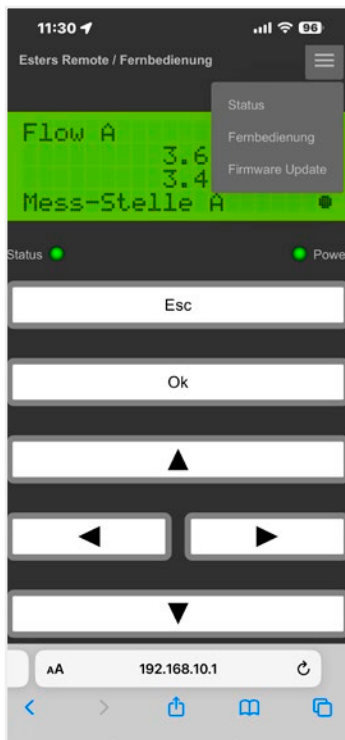 11:30
96
Esters Remote / Fernbedienung
Status
Fernbedienung
Firmware Update
Flow A
3.6
3.4
Mess-Stelle A
Status
Powe
Esc
Ok
AA
192.168.10.1